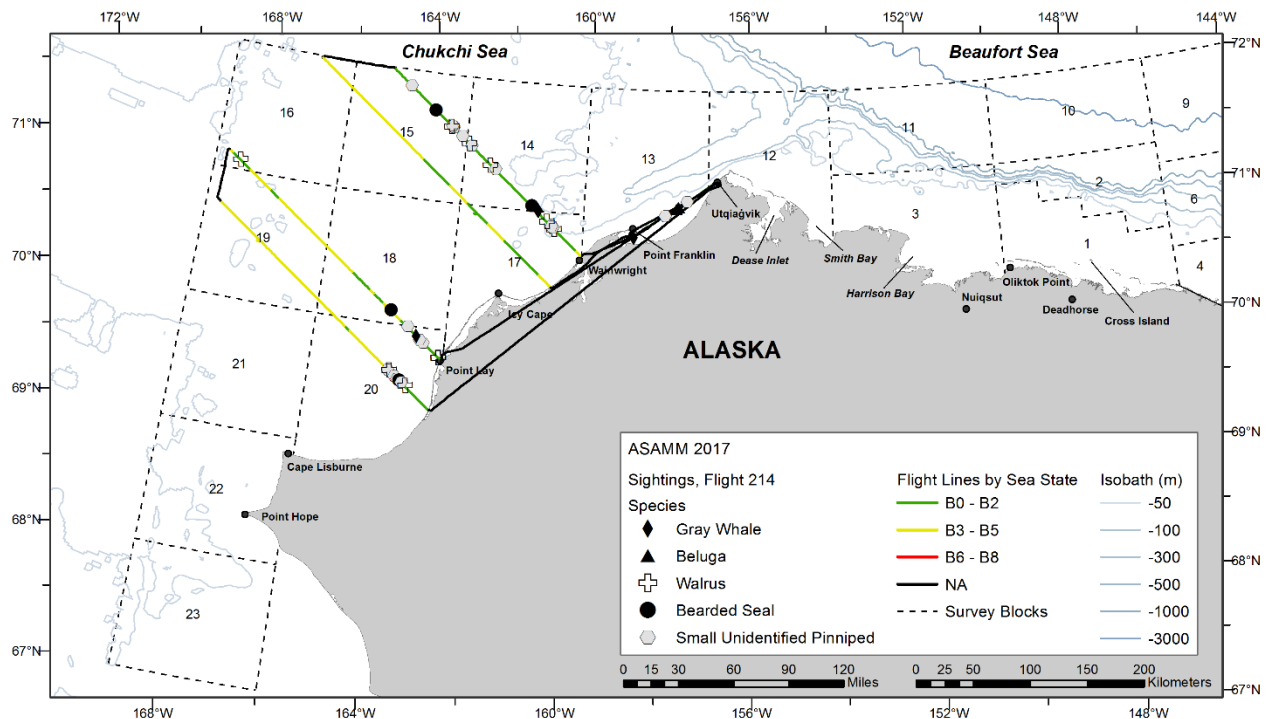 172°W 168°W 164°W 160°W 156°W 152°W 148°W 144°W
Chukchi Sea Beaufort Sea
72°N
71°N
70°N
69°N
68°N
67°N
72°N
71°N
70°N
69°N
68°N
67°N
16
15
14
13
12
11
10
9
2
6
3
1
4
19
18
17
21
20
22
23
Utqiaġvik
Point Franklin
Wainwright
Dease Inlet
Smith Bay
Harrison Bay
Oliktok Point
Nuiqsut
Deadhorse
Cross Island
Icy Cape
Point Lay
ALASKA
Cape Lisburne
Point Hope
ASAMM 2017
Sightings, Flight 214
Species
Gray Whale
Beluga
Walrus
Bearded Seal
Small Unidentified Pinniped
Flight Lines by Sea State
B0 - B2
B3 - B5
B6 - B8
NA
Survey Blocks
Isobath (m)
-50
-100
-300
-500
-1000
-3000
0 15 30 60 90 120
Miles
0 25 50 100 150 200
Kilometers
168°W 164°W 160°W 156°W 152°W 148°W